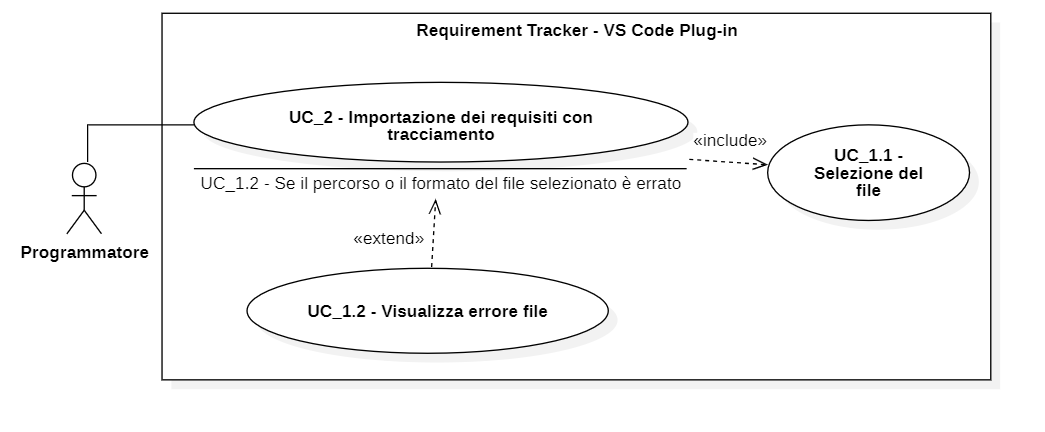 Requirement Tracker - VS Code Plug-in
UC_2 - Importazione dei requisiti con
tracciamento
«include»
UC_1.1 -
Selezione del
file
UC_1.2 - Se il percorso o il formato del file selezionato è errato
Programmatore
«extend»
UC_1.2 - Visualizza errore file